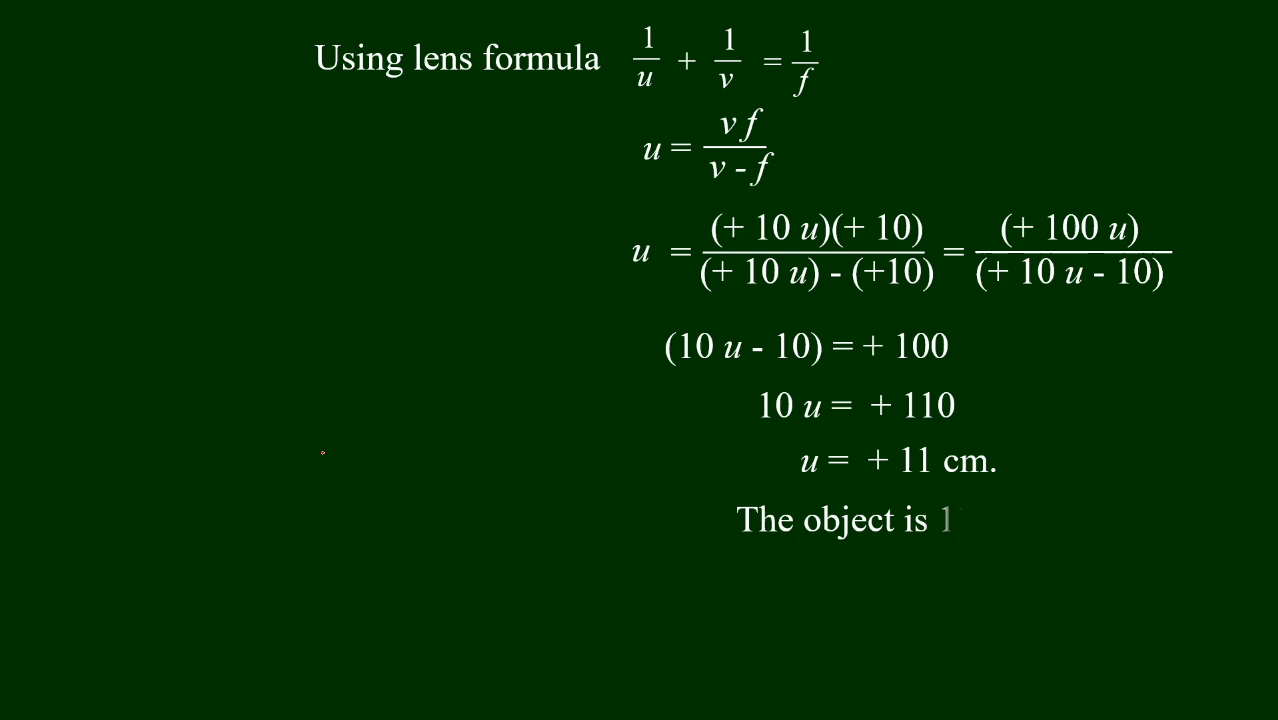 Using lens formula 1/u + 1/v = 1/f
u = v f / v - f
u = (+ 10 u)(+ 10) / (+ 10 u) - (+10) = (+ 100 u) / (+ 10 u - 10)
(10 u - 10) = + 100
10 u = + 110
u = + 11 cm.
The object is 1